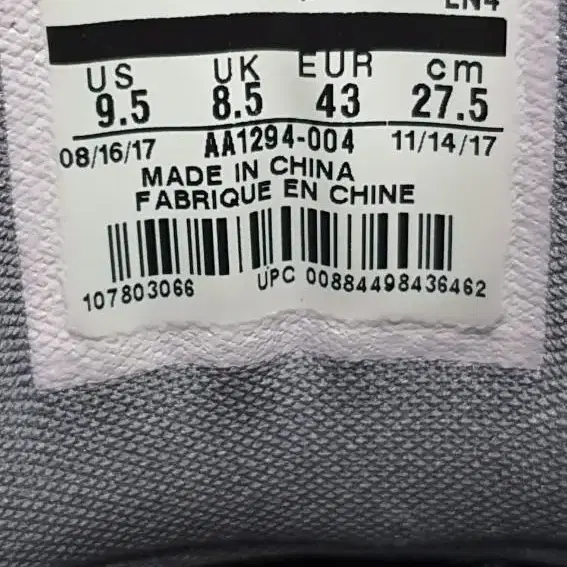 US UK EUR cm
9.5 8.5 43 27.5
08/16/17 AA1294-004 11/14/17
MADE IN CHINA
FABRIQUE EN CHINE
107803066 UPC 00884498436462